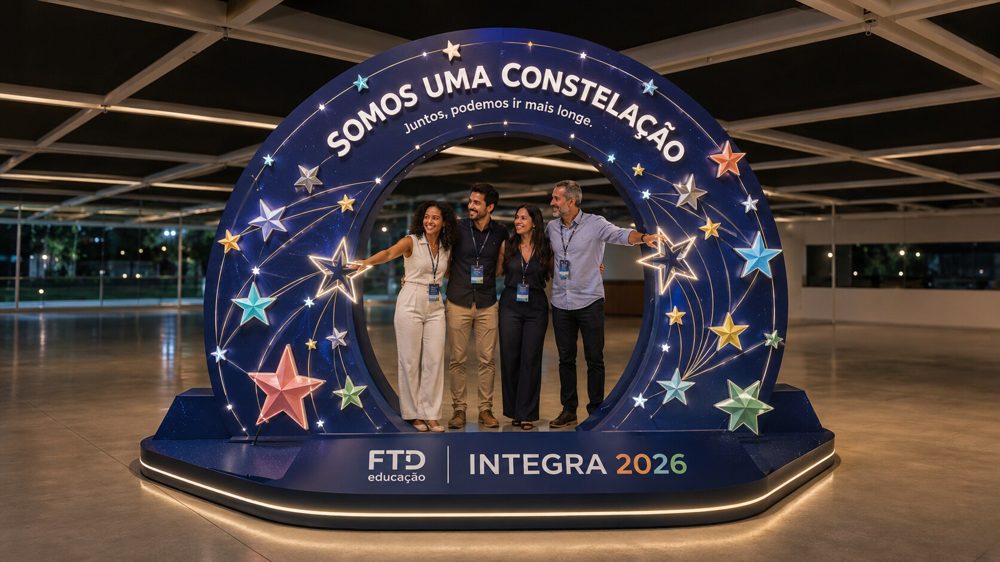 SOMOS UMA CONSTELAÇÃO
Juntos, podemos ir mais longe.
FTD
educação
INTEGRA 2026